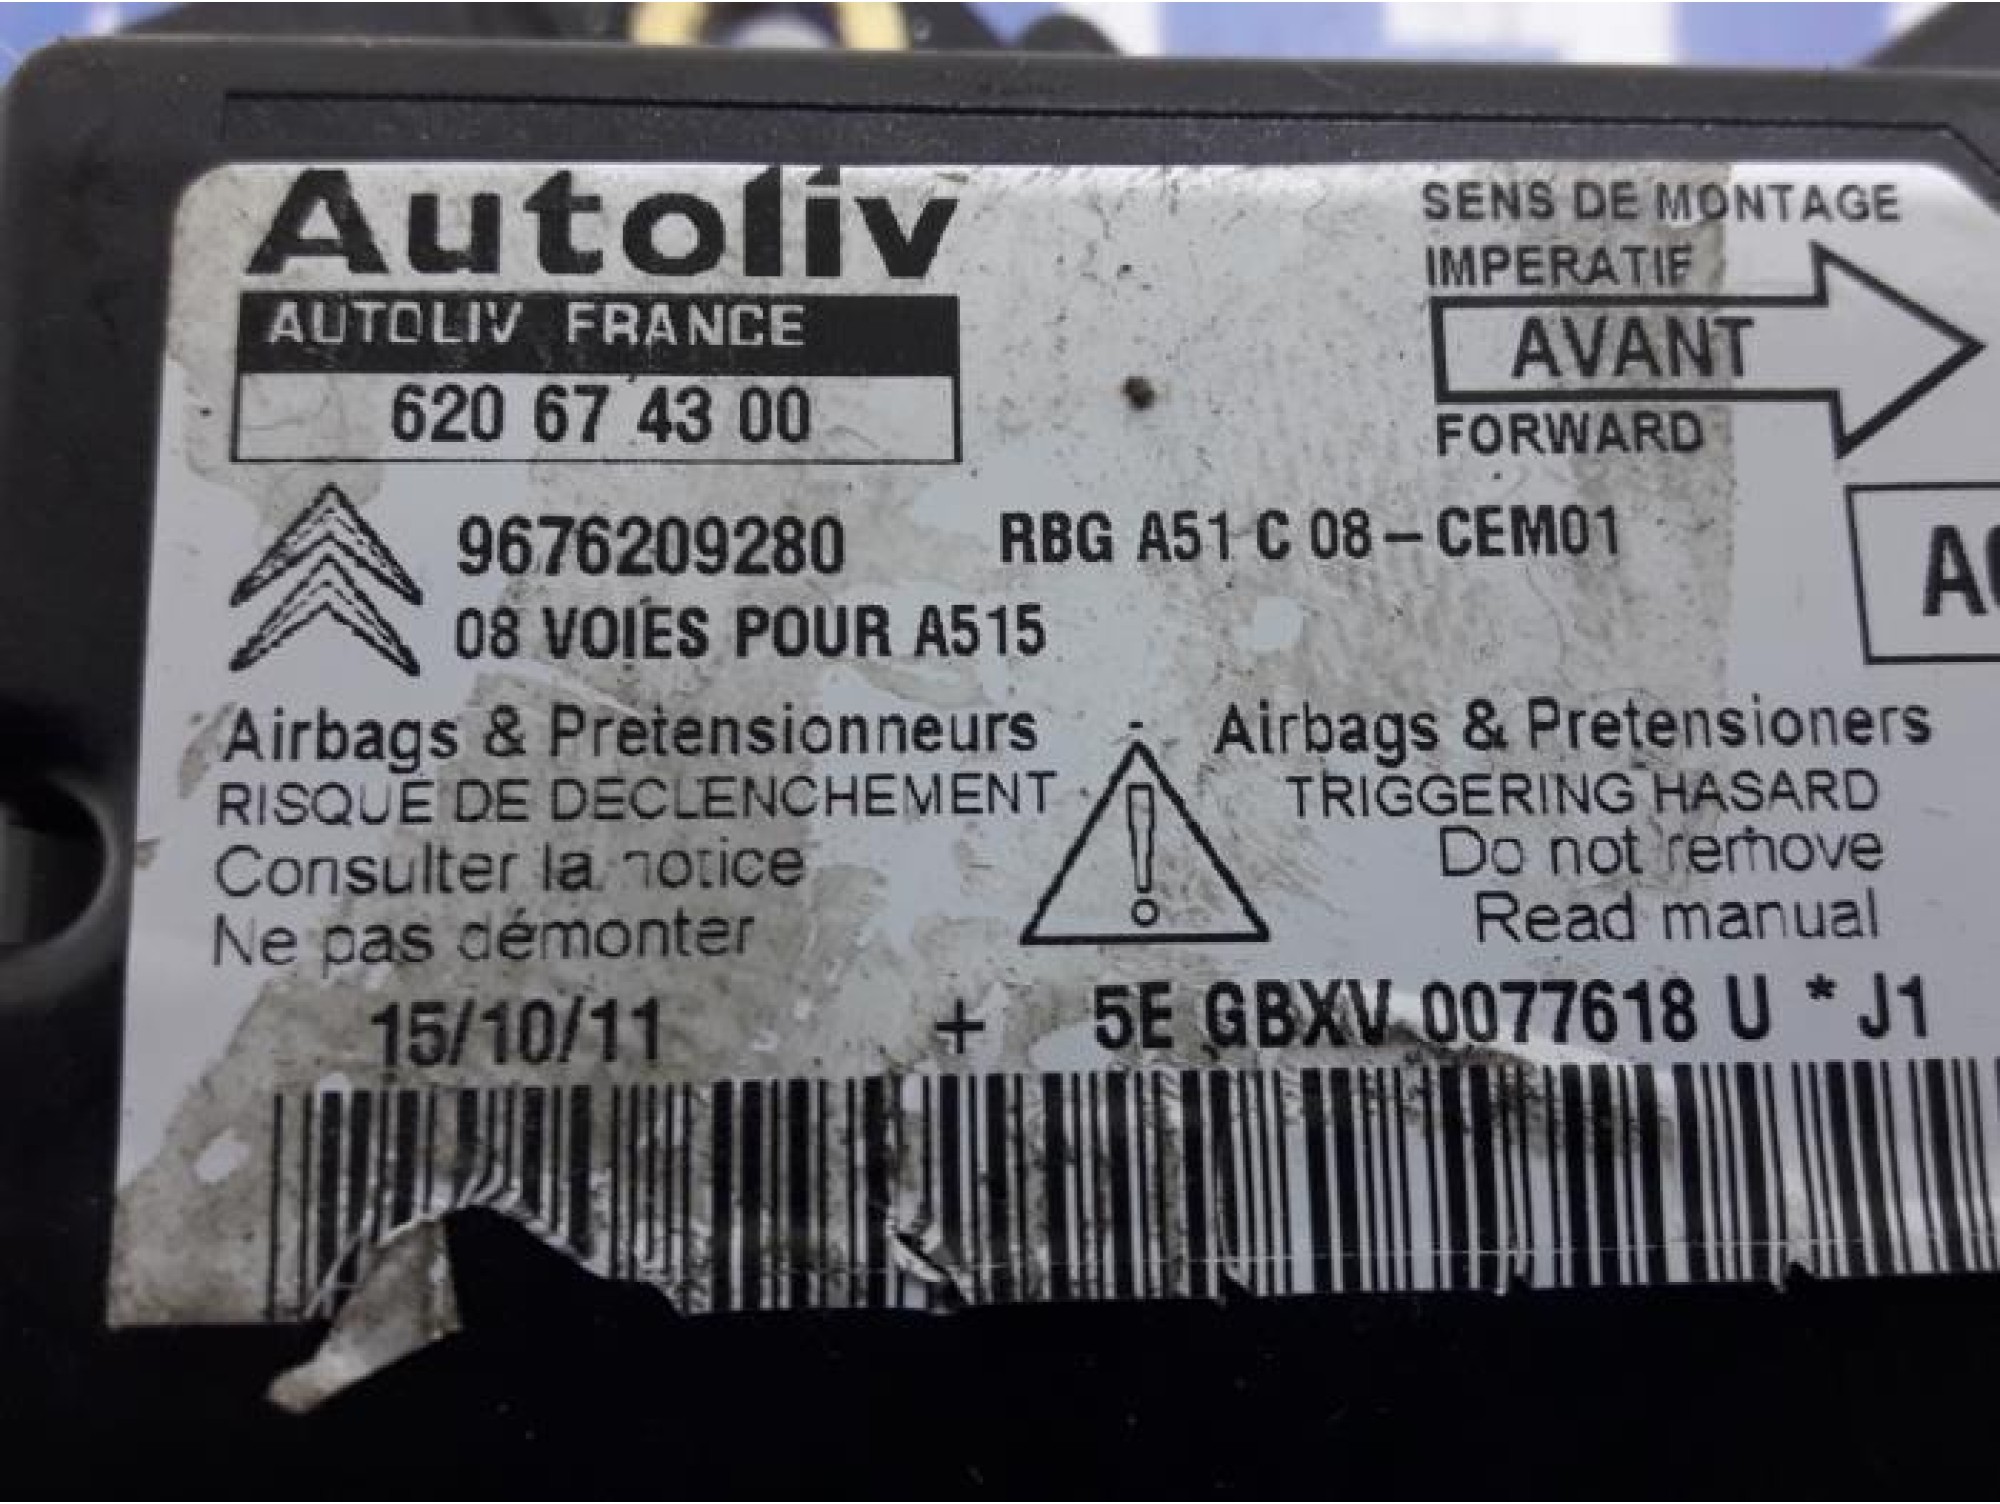 Autoliv
AUTOLIV FRANCE
620 67 43 00
SENS DE MONTAGE
IMPERATIF
AVANT
FORWARD
9676209280 RBG A51 C 08-CEM01
08 VOIES POUR A515
Airbags & Pretensionneurs
RISQUE DE DECLENCHEMENT
Consulter la notice
Ne pas démonter
Airbags & Pretensioners
TRIGGERING HASARD
Do not remove
Read manual
15/10/11 + 5E GBXV 0077618 U * J1